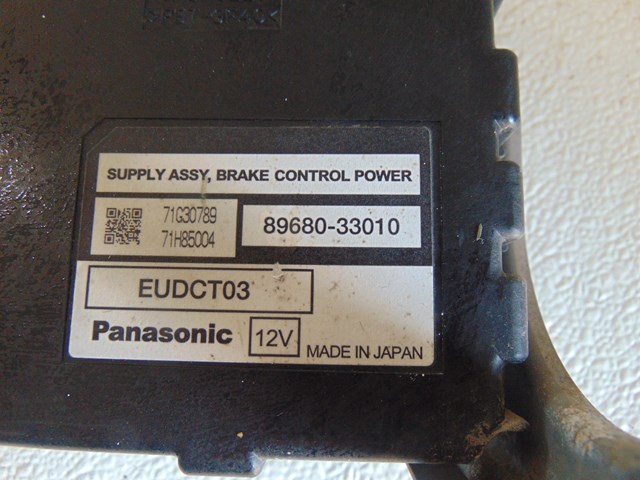 SUPPLY ASSY, BRAKE CONTROL POWER
71G30789
71H85004
89680-33010
EUDCT03
Panasonic 12V MADE IN JAPAN